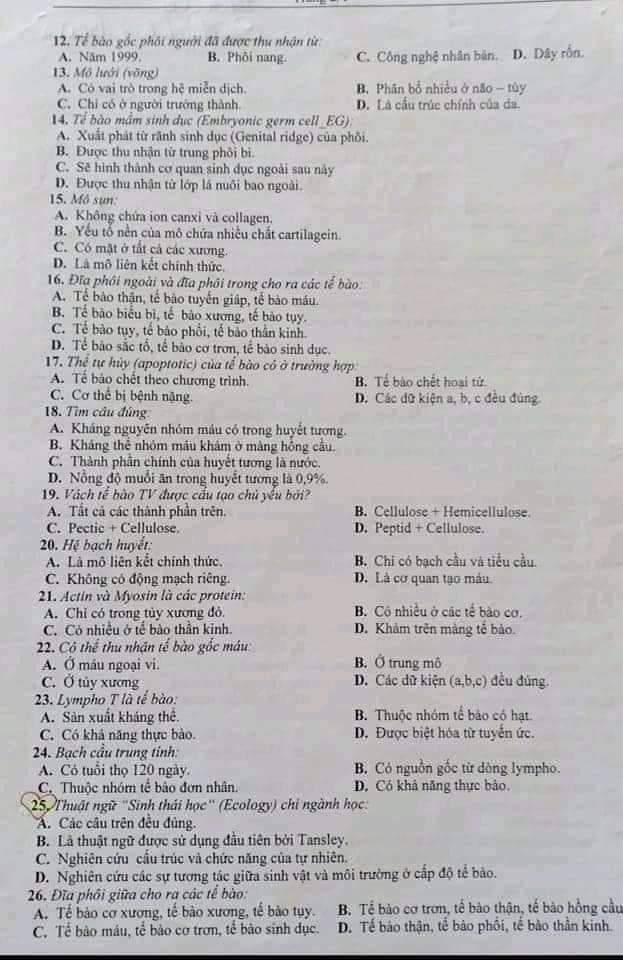 12. Tế bào gốc phôi người đã được thu nhận từ:
A. Năm 1999. B. Phôi nang. C. Công nghệ nhân bản. D. Dây rốn.
13. Mô lưới (võng)
A. Có vai trò trong hệ miễn dịch. B. Phân bố nhiều ở não – tủy
C. Chỉ có ở người trưởng thành. D. Là cấu trúc chính của da.
14. Tế bào mầm sinh dục (Embryonic germ cell_EG):
A. Xuất phát từ rãnh sinh dục (Genital ridge) của phôi.
B. Được thu nhận từ trung phôi bì.
C. Sẽ hình thành cơ quan sinh dục ngoài sau này
D. Được thu nhận từ lớp lá nuôi bao ngoài.
15. Mô sụn:
A. Không chứa ion canxi và collagen.
B. Yếu tố nền của mô chứa nhiều chất cartilagein.
C. Có mặt ở tất cả các xương.
D. Là mô liên kết chính thức.
16. Đĩa phôi ngoài và đĩa phôi trong cho ra các tế bào:
A. Tế bào thận, tế bào tuyến giáp, tế bào máu.
B. Tế bào biểu bì, tế bào xương, tế bào tụy.
C. Tế bào tụy, tế bào phổi, tế bào thần kinh.
D. Tế bào sắc tố, tế bào cơ trơn, tế bào sinh dục.
17. Thể tự hủy (apoptotic) của tế bào có ở trường hợp:
A. Tế bào chết theo chương trình. B. Tế bào chết hoại tử.
C. Cơ thể bị bệnh nặng. D. Các dữ kiện a, b, c đều đúng.
18. Tìm câu đúng:
A. Kháng nguyên nhóm máu có trong huyết tương.
B. Kháng thể nhóm máu khảm ở màng hồng cầu.
C. Thành phần chính của huyết tương là nước.
D. Nồng độ muối ăn trong huyết tương là 0,9%.
19. Vách tế bào TV được cấu tạo chủ yếu bởi?
A. Tất cả các thành phần trên. B. Cellulose + Hemicellulose.
C. Pectic + Cellulose. D. Peptid + Cellulose.
20. Hệ bạch huyết:
A. Là mô liên kết chính thức. B. Chỉ có bạch cầu và tiểu cầu.
C. Không có động mạch riêng. D. Là cơ quan tạo máu.
21. Actin và Myosin là các protein:
A. Chỉ có trong tủy xương đỏ. B. Có nhiều ở các tế bào cơ.
C. Có nhiều ở tế bào thần kinh. D. Khảm trên màng tế bào.
22. Có thể thu nhận tế bào gốc máu:
A. Ở máu ngoại vi. B. Ở trung mô
C. Ở tủy xương D. Các dữ kiện (a,b,c) đều đúng.
23. Lympho T là tế bào:
A. Sản xuất kháng thể. B. Thuộc nhóm tế bào có hạt.
C. Có khả năng thực bào. D. Được biệt hóa từ tuyến ức.
24. Bạch cầu trung tính:
A. Có tuổi thọ 120 ngày. B. Có nguồn gốc từ dòng lympho.
C. Thuộc nhóm tế bào đơn nhân. D. Có khả năng thực bào.
25. Thuật ngữ "Sinh thái học" (Ecology) chỉ ngành học:
A. Các câu trên đều đúng.
B. Là thuật ngữ được sử dụng đầu tiên bởi Tansley.
C. Nghiên cứu cấu trúc và chức năng của tự nhiên.
D. Nghiên cứu các sự tương tác giữa sinh vật và môi trường ở cấp độ tế bào.
26. Đĩa phôi giữa cho ra các tế bào:
A. Tế bào cơ xương, tế bào xương, tế bào tụy. B. Tế bào cơ trơn, tế bào thận, tế bào hồng cầu
C. Tế bào máu, tế bào cơ trơn, tế bào sinh dục. D. Tế bào thận, tế bào phổi, tế bào thần kinh.